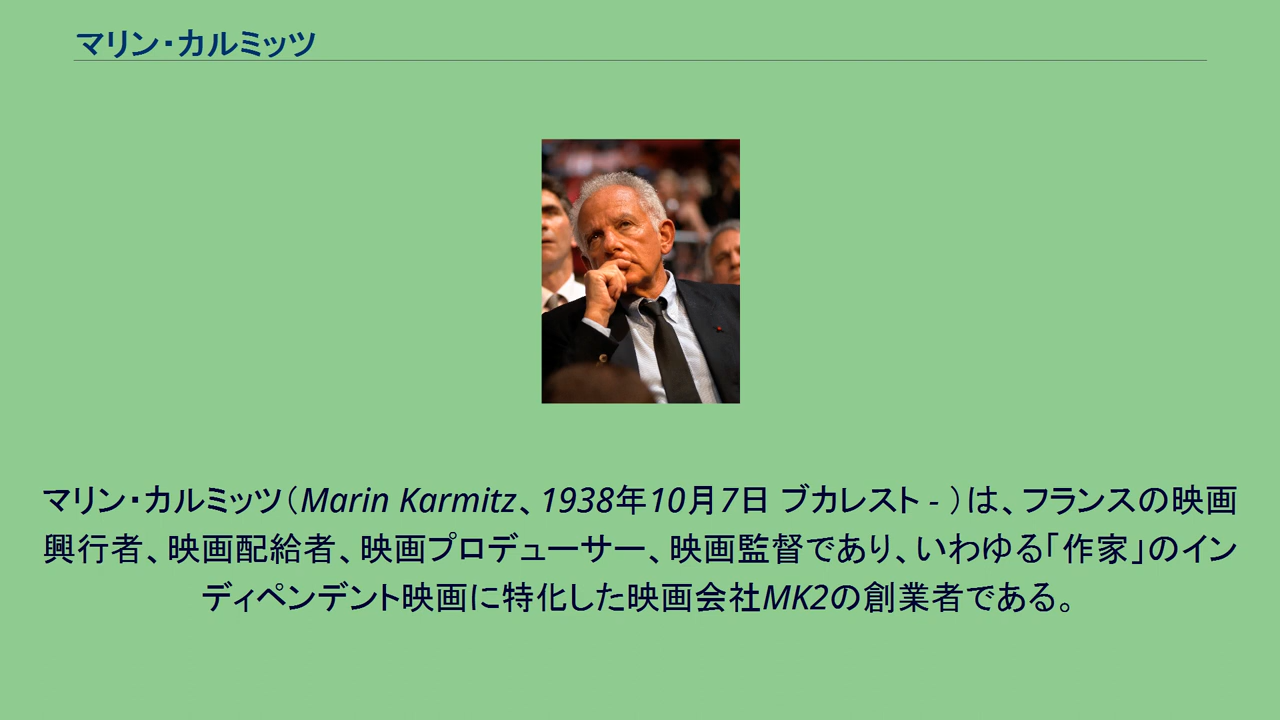 マリン・カルミッツ
マリン・カルミッツ（Marin Karmitz、1938年10月7日 ブカレスト - ）は、フランスの映画
興行者、映画配給者、映画プロデューサー、映画監督であり、いわゆる「作家」のイン
ディペンデント映画に特化した映画会社MK2の創業者である。